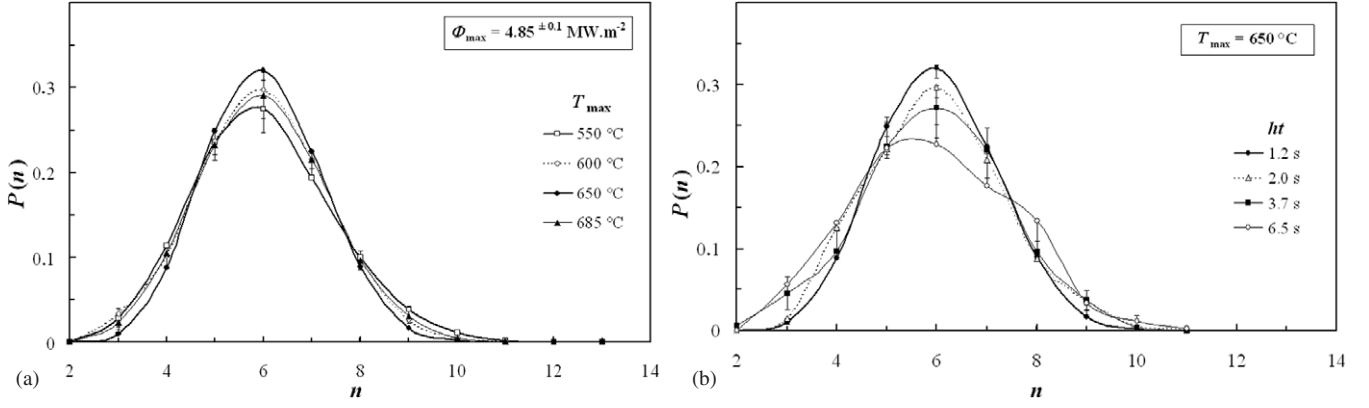 Φmax = 4.85 ±0.1 MW.m-2
0.3
0.2
0.1
0
P(n)
Tmax
550 °C
600 °C
650 °C
685 °C
2
4
6
8
10
12
14
(a)
n
Tmax = 650 °C
0.3
0.2
0.1
0
P(n)
ht
1.2 s
2.0 s
3.7 s
6.5 s
2
4
6
8
10
12
14
(b)
n